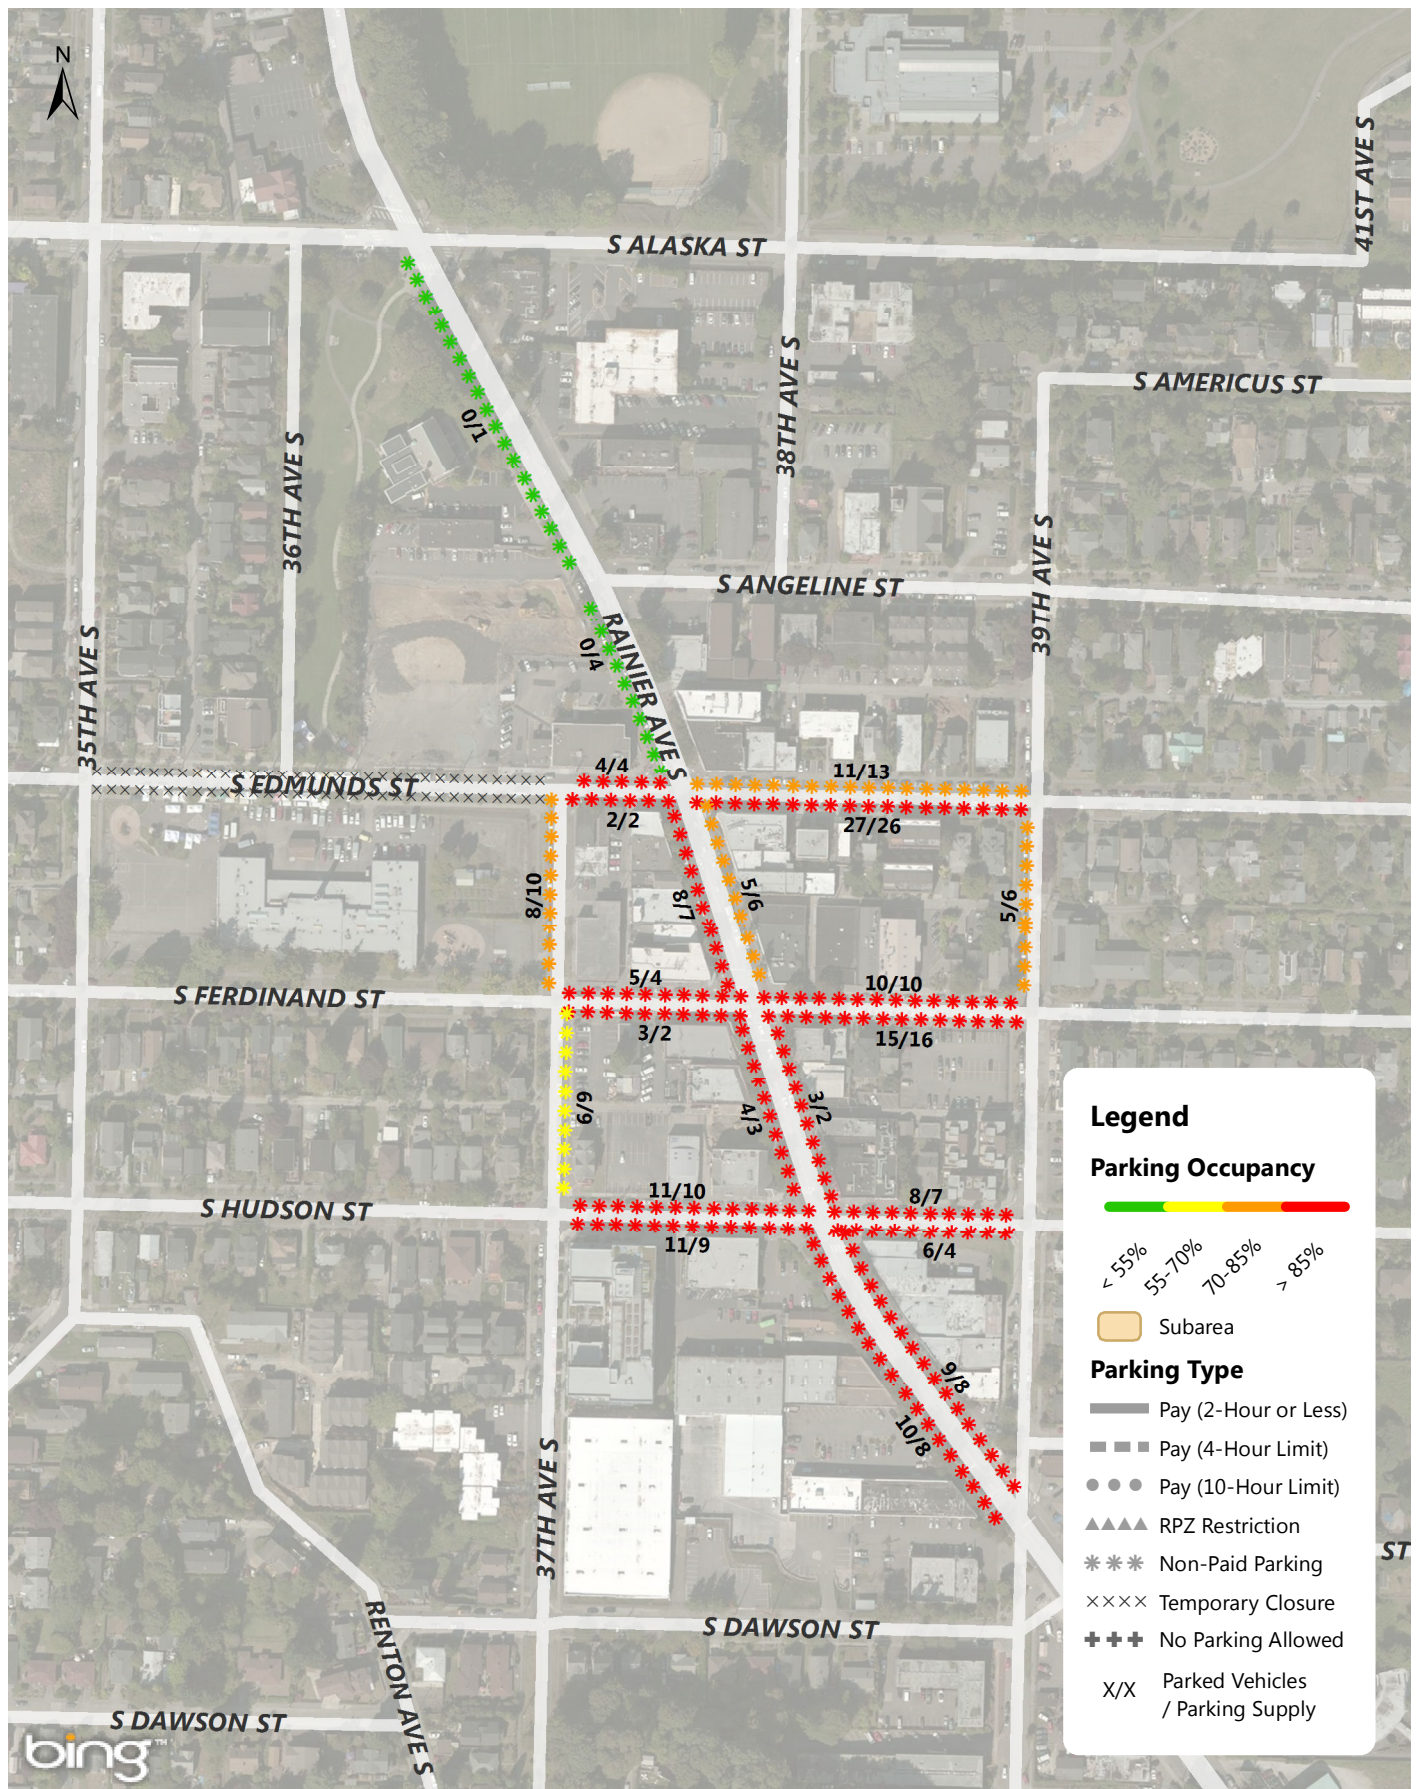 N
S ALASKA ST
41ST AVE S
38TH AVE S
S AMERICUS ST
0/1
36TH AVE S
39TH AVE S
S ANGELINE ST
35TH AVE S
RAINIER AVE S
0/4
S EDMUNDS ST
4/4
2/2
11/13
27/26
8/10
8/7
5/6
5/6
S FERDINAND ST
5/4
3/2
10/10
15/16
6/9
4/3
3/2
S HUDSON ST
11/10
11/9
8/7
6/4
9/8
10/8
37TH AVE S
RENTON AVE S
S DAWSON ST
S DAWSON ST
ST
bing™
Legend
Parking Occupancy
< 55%
55-70%
70-85%
> 85%
Subarea
Parking Type
Pay (2-Hour or Less)
Pay (4-Hour Limit)
Pay (10-Hour Limit)
RPZ Restriction
Non-Paid Parking
Temporary Closure
No Parking Allowed
X/X
Parked Vehicles
/ Parking Supply